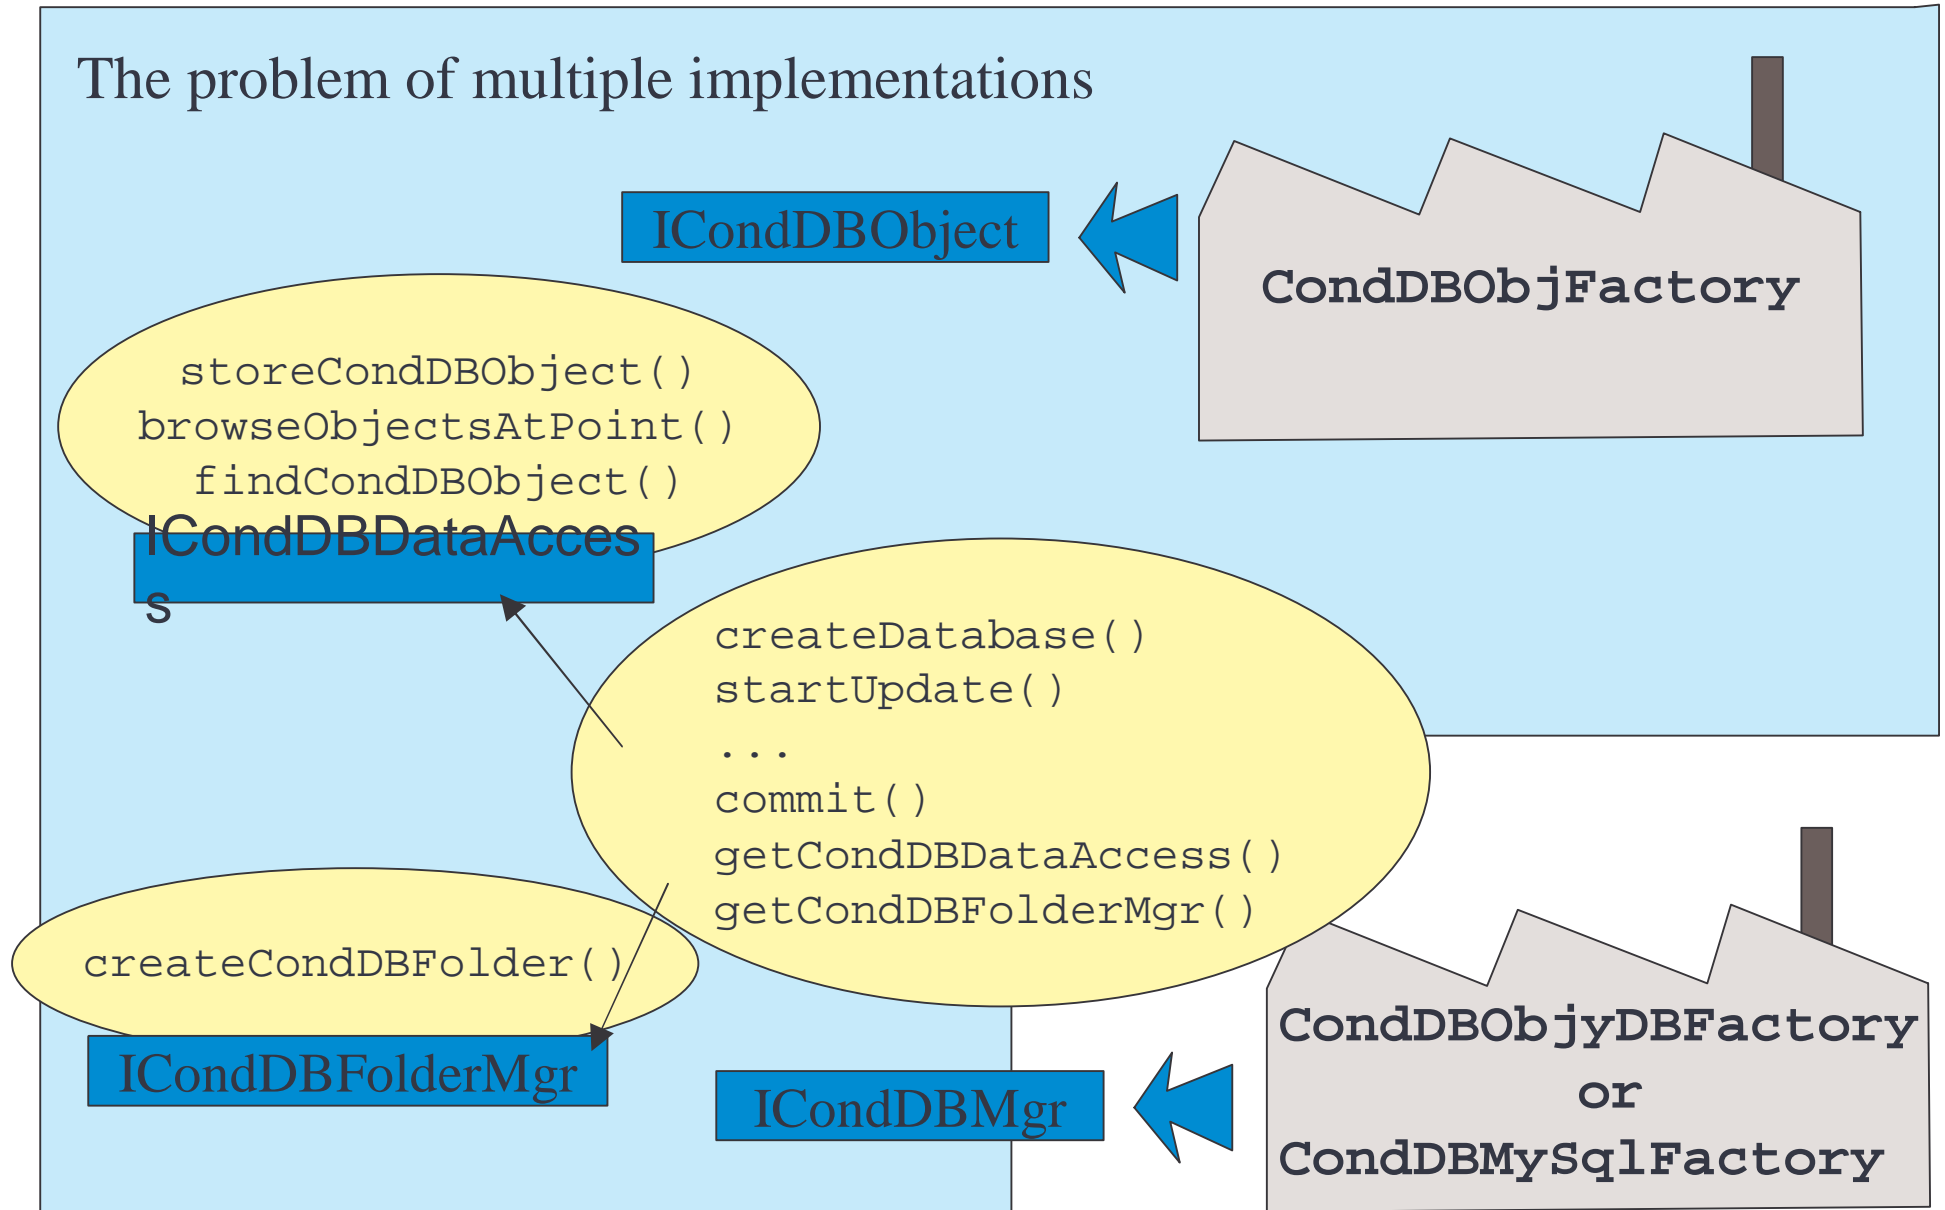 The problem of multiple implementations
ICondDBObject
CondDBObjFactory
storeCondDBObject()
browseObjectsAtPoint()
findCondDBObject()
ICondDBDataAcces
s
createDatabase()
startUpdate()
...
commit()
getCondDBDataAccess()
getCondDBFolderMgr()
createCondDBFolder()
ICondDBFolderMgr
ICondDBMgr
CondDBObjyDBFactory
or
CondDBMySqlFactory